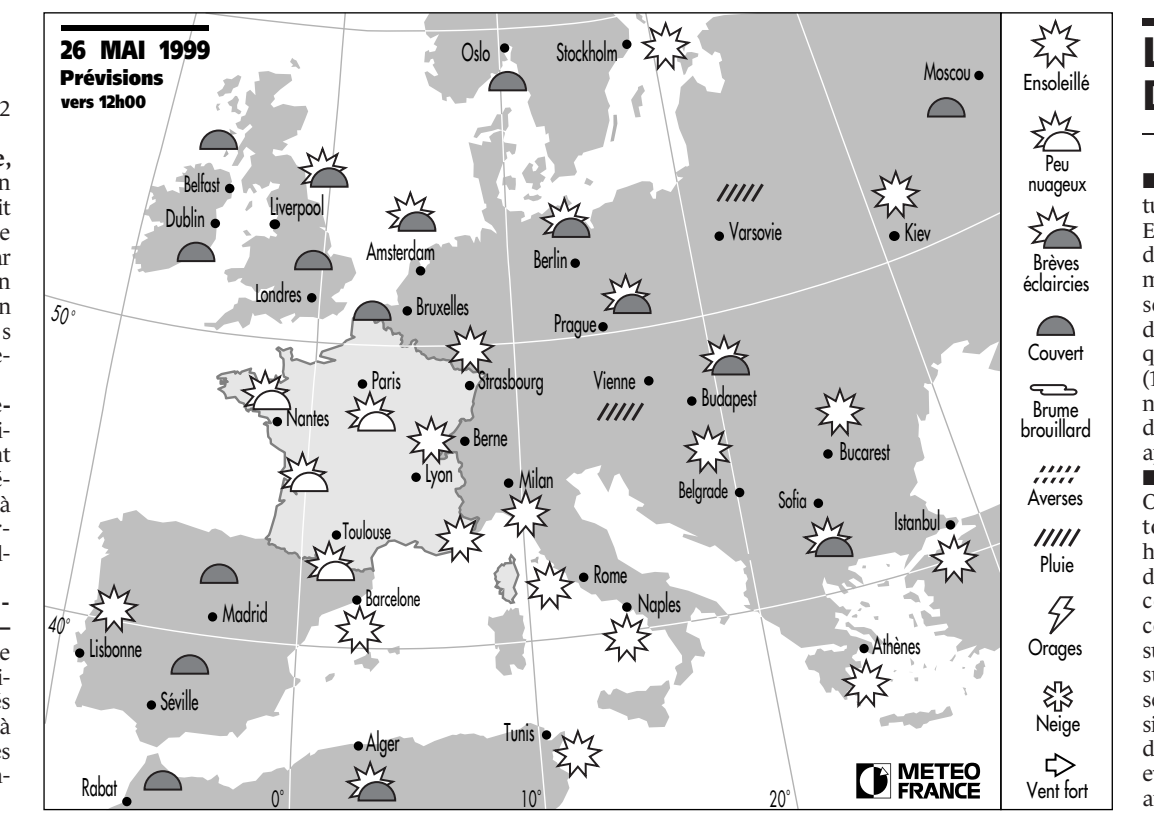 26 MAI 1999
Prévisions
vers 12h00
Oslo
Stockholm
Moscou
Belfast
Dublin
Liverpool
Amsterdam
Berlin
Varsovie
Kiev
Londres
Bruxelles
Prague
50°
Paris
Strasbourg
Vienne
Budapest
Nantes
Berne
Lyon
Milan
Bucarest
Belgrade
Sofia
Istanbul
Toulouse
Rome
Barcelone
Naples
Madrid
40°
Lisbonne
Athènes
Séville
Alger
Tunis
Rabat
0°
10°
20°
METEO
FRANCE
Ensoleillé
Peu
nuageux
Brèves
éclaircies
Couvert
Brume
brouillard
Averses
Pluie
Orages
Neige
Vent fort